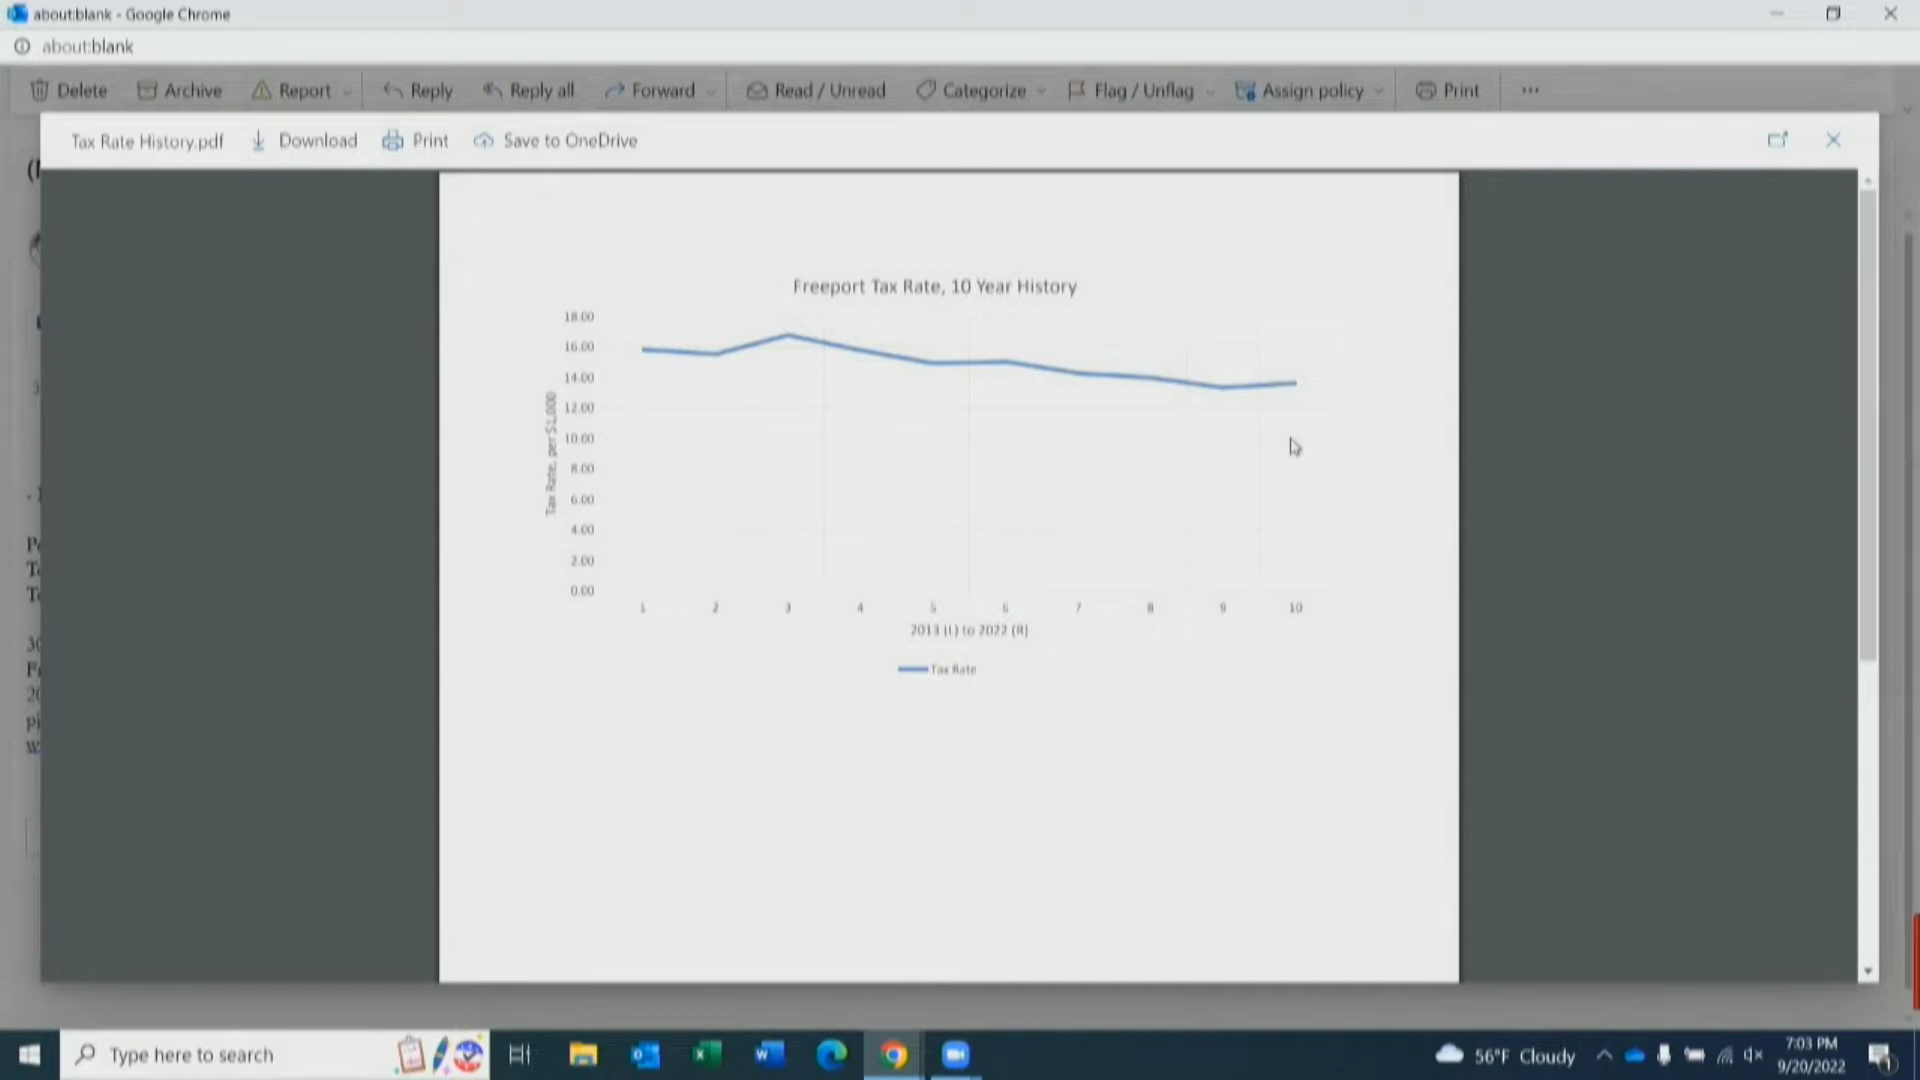 about:blank - Google Chrome
about:blank
Delete Archive Report Reply Reply all Forward Read / Unread Categorize Flag / Unflag Assign policy Print ...
Tax Rate History.pdf Download Print Save to OneDrive
Freeport Tax Rate, 10 Year History
18.00
16.00
14.00
12.00
10.00
8.00
6.00
4.00
2.00
0.00
Tax Rate, per $1,000
1 2 3 4 5 6 7 8 9 10
2013 (L) to 2022 (R)
Tax Rate
Type here to search
56°F Cloudy
7:03 PM
9/20/2022
1